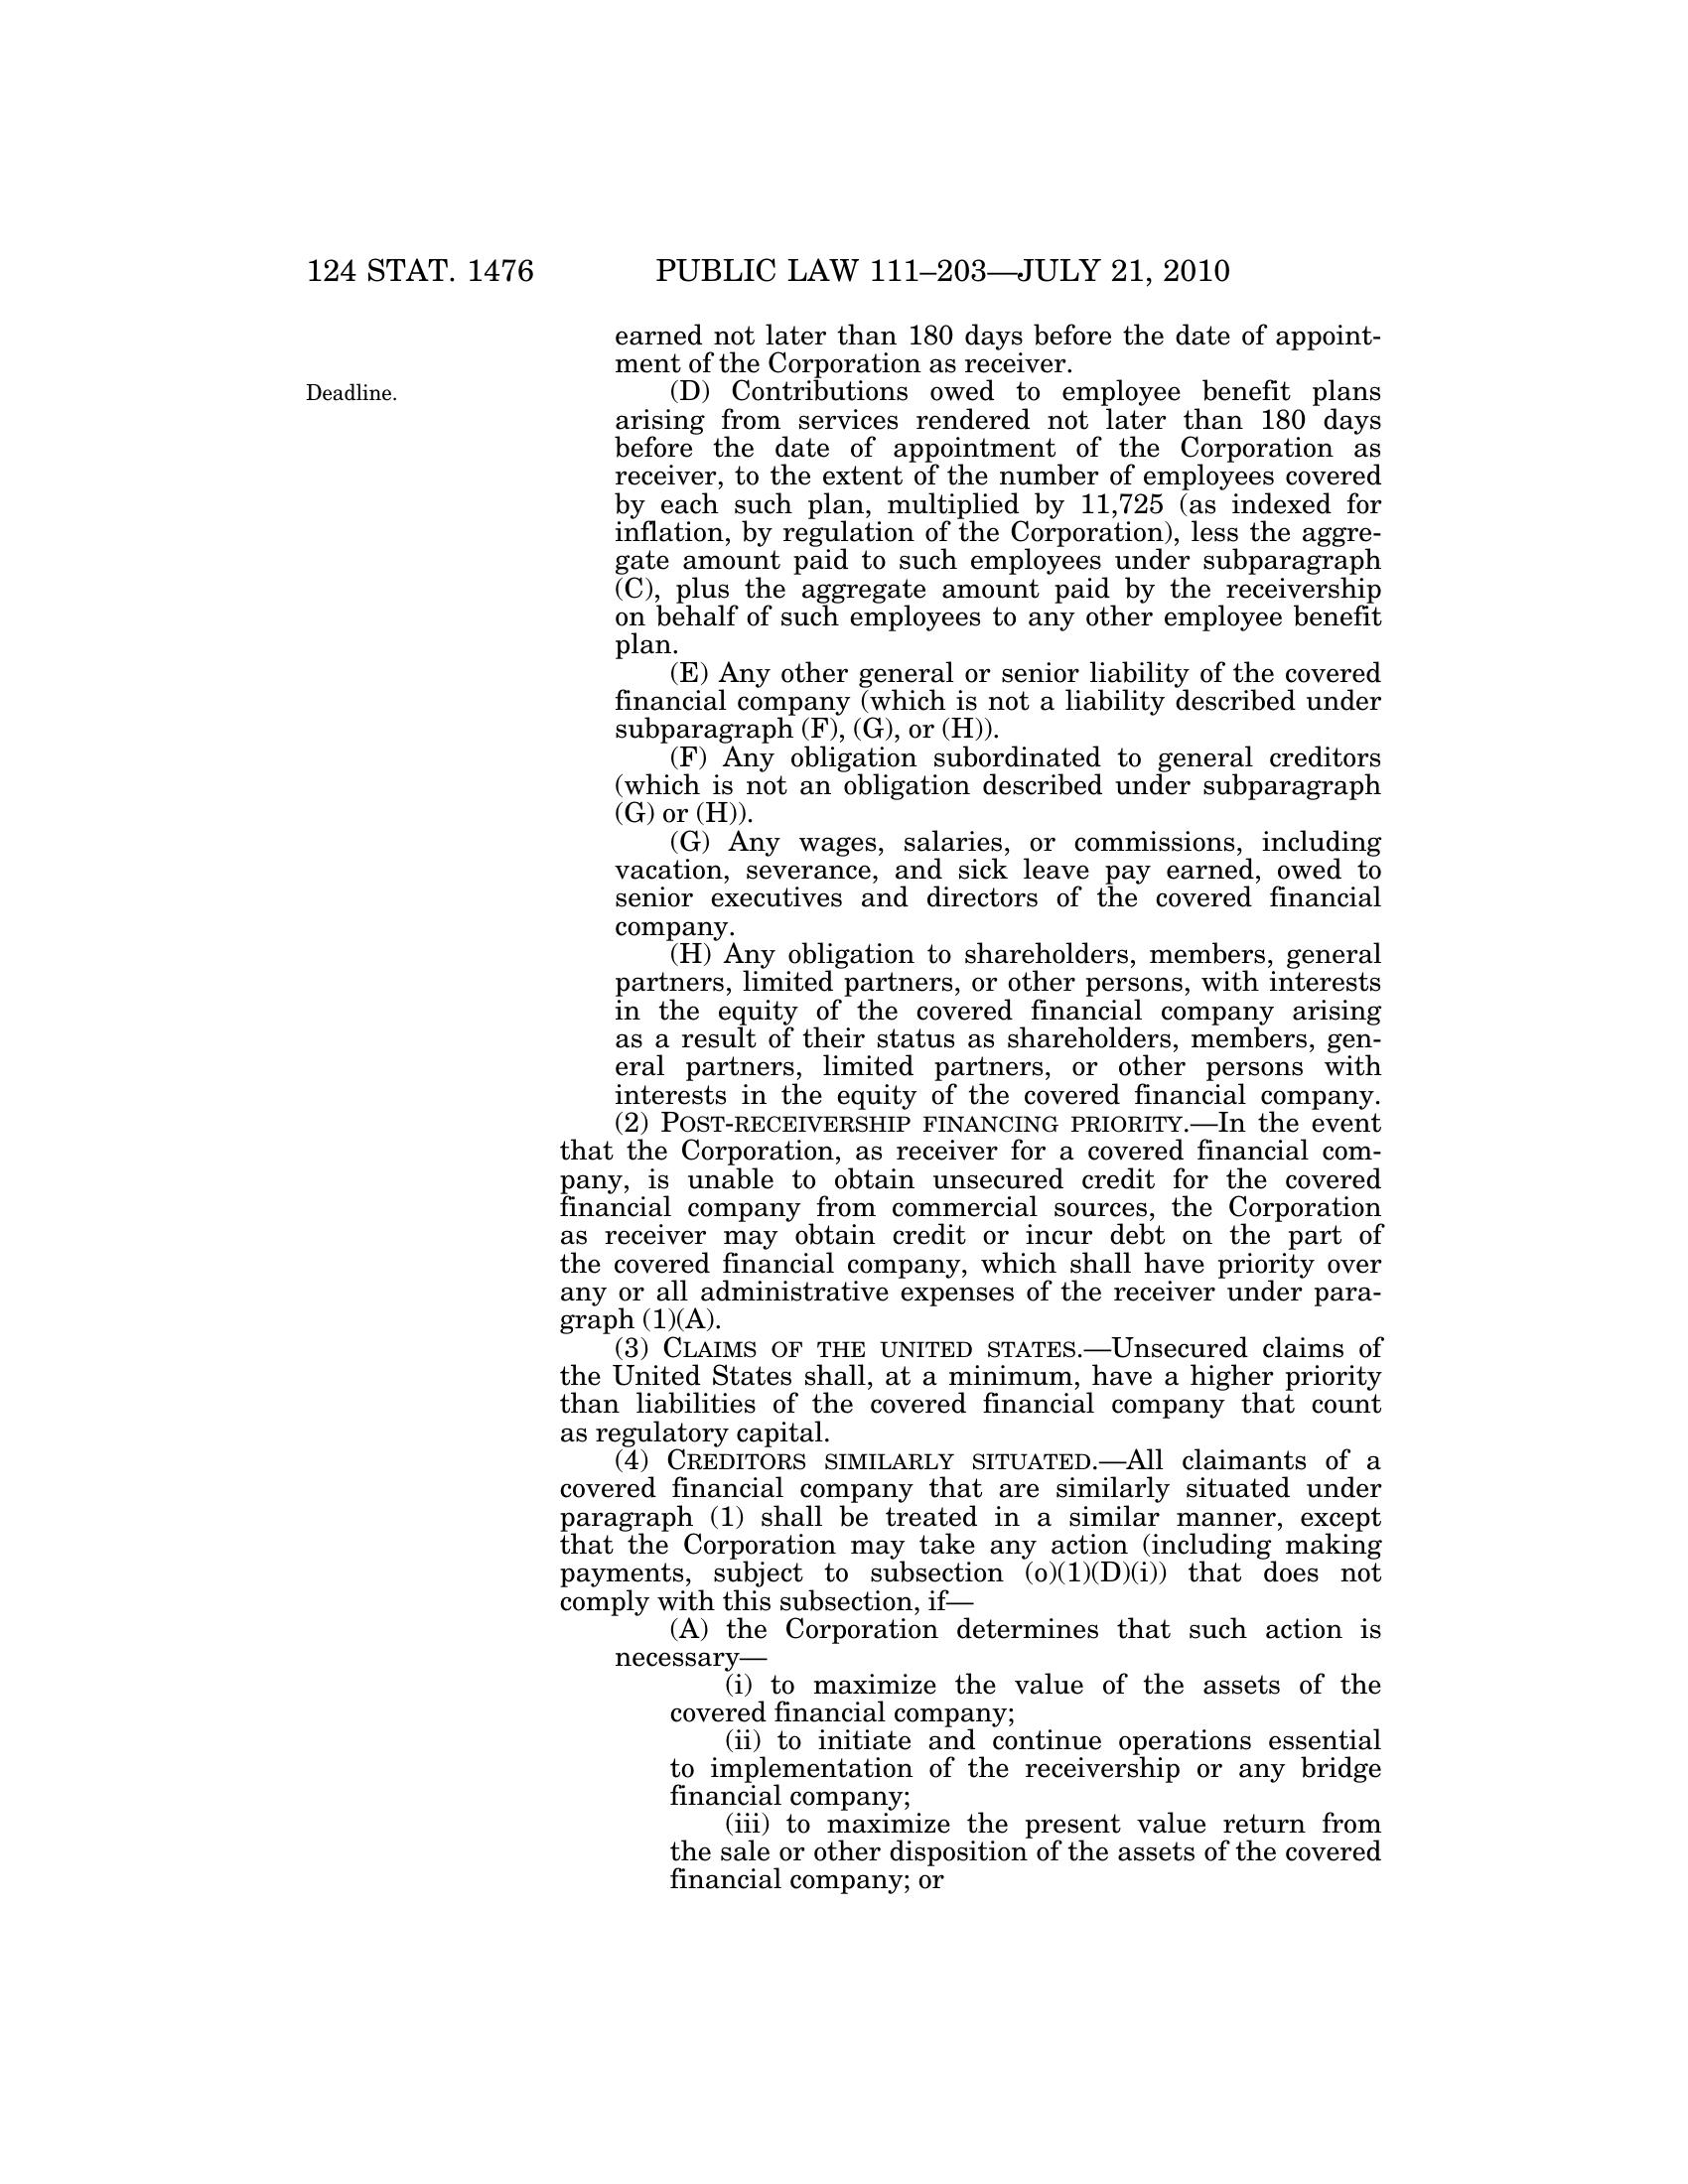 124 STAT. 1476 PUBLIC LAW 111–203—JULY 21, 2010
earned not later than 180 days before the date of appoint-
ment of the Corporation as receiver.
Deadline.
(D) Contributions owed to employee benefit plans
arising from services rendered not later than 180 days
before the date of appointment of the Corporation as
receiver, to the extent of the number of employees covered
by each such plan, multiplied by 11,725 (as indexed for
inflation, by regulation of the Corporation), less the aggre-
gate amount paid to such employees under subparagraph
(C), plus the aggregate amount paid by the receivership
on behalf of such employees to any other employee benefit
plan.
(E) Any other general or senior liability of the covered
financial company (which is not a liability described under
subparagraph (F), (G), or (H)).
(F) Any obligation subordinated to general creditors
(which is not an obligation described under subparagraph
(G) or (H)).
(G) Any wages, salaries, or commissions, including
vacation, severance, and sick leave pay earned, owed to
senior executives and directors of the covered financial
company.
(H) Any obligation to shareholders, members, general
partners, limited partners, or other persons, with interests
in the equity of the covered financial company arising
as a result of their status as shareholders, members, gen-
eral partners, limited partners, or other persons with
interests in the equity of the covered financial company.
(2) POST-RECEIVERSHIP FINANCING PRIORITY.—In the event
that the Corporation, as receiver for a covered financial com-
pany, is unable to obtain unsecured credit for the covered
financial company from commercial sources, the Corporation
as receiver may obtain credit or incur debt on the part of
the covered financial company, which shall have priority over
any or all administrative expenses of the receiver under para-
graph (1)(A).
(3) CLAIMS OF THE UNITED STATES.—Unsecured claims of
the United States shall, at a minimum, have a higher priority
than liabilities of the covered financial company that count
as regulatory capital.
(4) CREDITORS SIMILARLY SITUATED.—All claimants of a
covered financial company that are similarly situated under
paragraph (1) shall be treated in a similar manner, except
that the Corporation may take any action (including making
payments, subject to subsection (o)(1)(D)(i)) that does not
comply with this subsection, if—
(A) the Corporation determines that such action is
necessary—
(i) to maximize the value of the assets of the
covered financial company;
(ii) to initiate and continue operations essential
to implementation of the receivership or any bridge
financial company;
(iii) to maximize the present value return from
the sale or other disposition of the assets of the covered
financial company; or